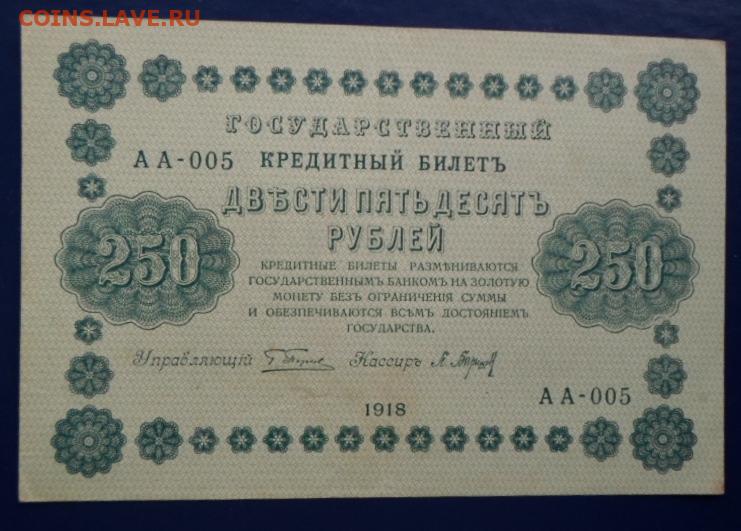 COINS.LAVE.RU
ГОСУДАРСТВЕННЫЙ
АА-005 КРЕДИТНЫЙ БИЛЕТЪ
ДВѢСТИ ПЯТЬДЕСЯТЪ
РУБЛЕЙ
250 250
КРЕДИТНЫЕ БИЛЕТЫ РАЗМѢНИВАЮТСЯ
ГОСУДАРСТВЕННЫМЪ БАНКОМЪ НА ЗОЛОТУЮ
МОНЕТУ БЕЗЪ ОГРАНИЧЕНІЯ СУММЫ
И ОБЕЗПЕЧИВАЮТСЯ ВСѢМЪ ДОСТОЯНІЕМЪ
ГОСУДАРСТВА.
Управляющій Кассиръ
АА-005
1918